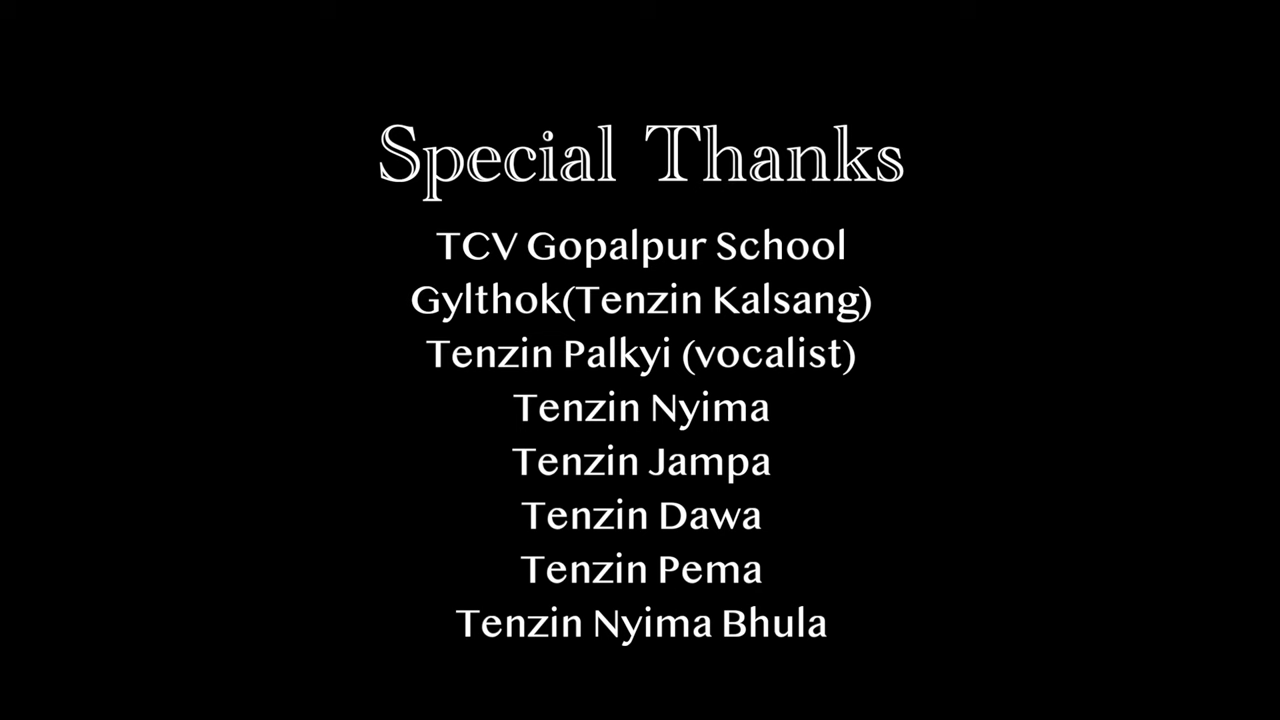 Special Thanks
TCV Gopalpur School
Gylthok(Tenzin Kalsang)
Tenzin Palkyi (vocalist)
Tenzin Nyima
Tenzin Jampa
Tenzin Dawa
Tenzin Pema
Tenzin Nyima Bhula